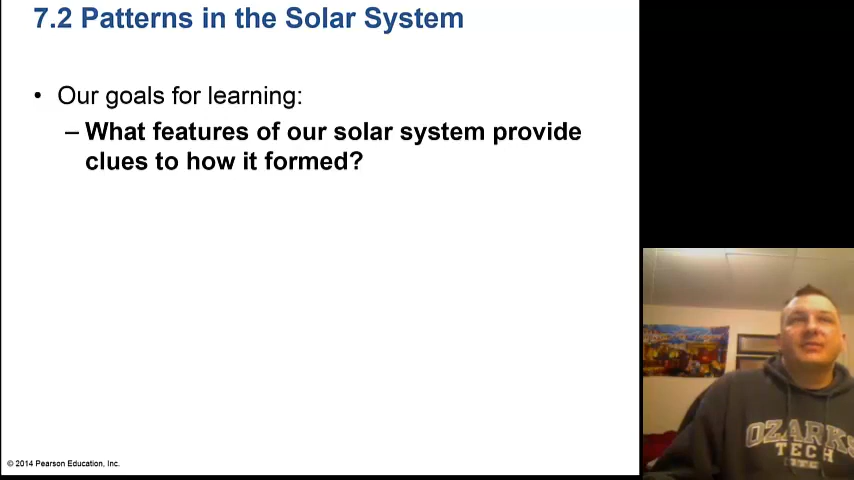 7.2 Patterns in the Solar System
• Our goals for learning:
– What features of our solar system provide
clues to how it formed?
OZARKS
TECH
© 2014 Pearson Education, Inc.